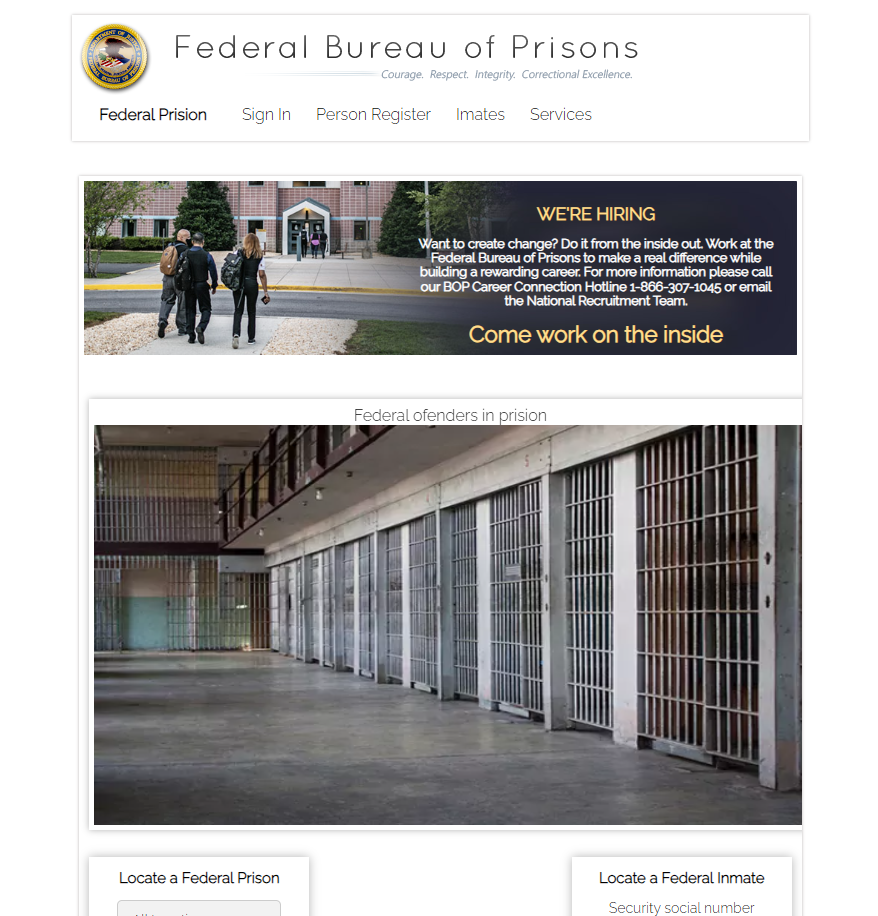 Federal Bureau of Prisons
Courage. Respect. Integrity. Correctional Excellence.
Federal Prision Sign In Person Register Imates Services
WE'RE HIRING
Want to create change? Do it from the inside out. Work at the
Federal Bureau of Prisons to make a real difference while
building a rewarding career. For more information please call
our BOP Career Connection Hotline 1-866-307-1045 or email
the National Recruitment Team.
Come work on the inside
Federal ofenders in prision
5
Locate a Federal Prison
Locate a Federal Inmate
Security social number